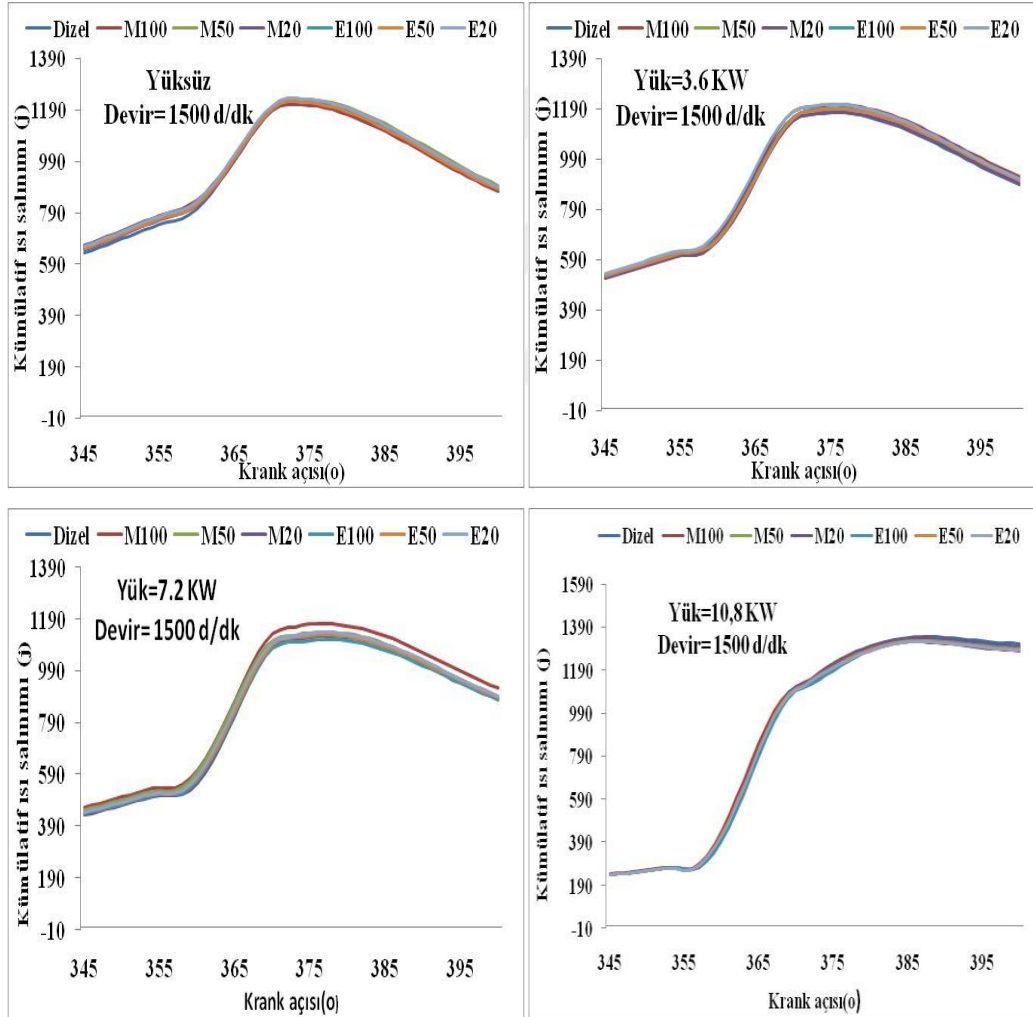 Dizel M100 M50 M20 E100 E50 E20
Yüksüz
Devir= 1500 d/dk
Kümülatif ısı salınımı (j)
1390
1190
990
790
590
390
190
-10
345 355 365 375 385 395
Krank açısı(o)
Dizel M100 M50 M20 E100 E50 E20
Yük=3.6 KW
Devir= 1500 d/dk
Kümülatif ısı salınımı (j)
1390
1190
990
790
590
390
190
-10
345 355 365 375 385 395
Krank açısı(o)
Dizel M100 M50 M20 E100 E50 E20
Yük=7.2 KW
Devir= 1500 d/dk
Kümülatif ısı salınımı (j)
1390
1190
990
790
590
390
190
-10
345 355 365 375 385 395
Krank açısı(o)
Dizel M100 M50 M20 E100 E50 E20
Yük=10,8 KW
Devir=1500 d/dk
Kümülatif ısı salınımı (j)
1590
1390
1190
990
790
590
390
190
-10
345 355 365 375 385 395
Krank açısı(o)